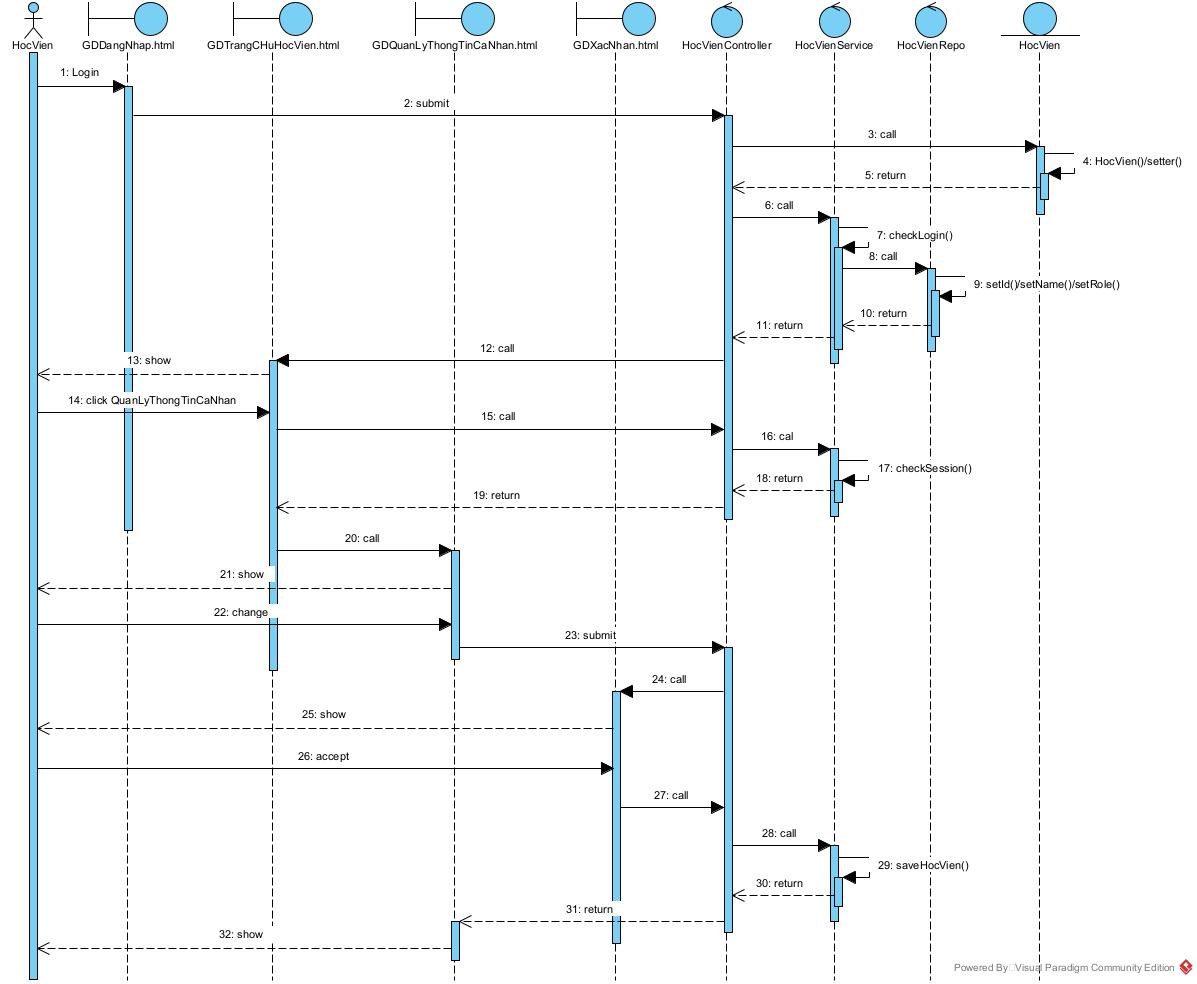 HocVien
GDDangNhap.html
GDTrangCHuHocVien.html
GDQuanLyThongTinCaNhan.html
GDXacNhan.html
HocVienController
HocVienService
HocVienRepo
HocVien
1: Login
2: submit
3: call
4: HocVien()/setter()
5: return
6: call
7: checkLogin()
8: call
9: setId()/setName()/setRole()
10: return
11: return
12: call
13: show
14: click QuanLyThongTinCaNhan
15: call
16: cal
17: checkSession()
18: return
19: return
20: call
21: show
22: change
23: submit
24: call
25: show
26: accept
27: call
28: call
29: saveHocVien()
30: return
31: return
32: show
Powered By Visual Paradigm Community Edition